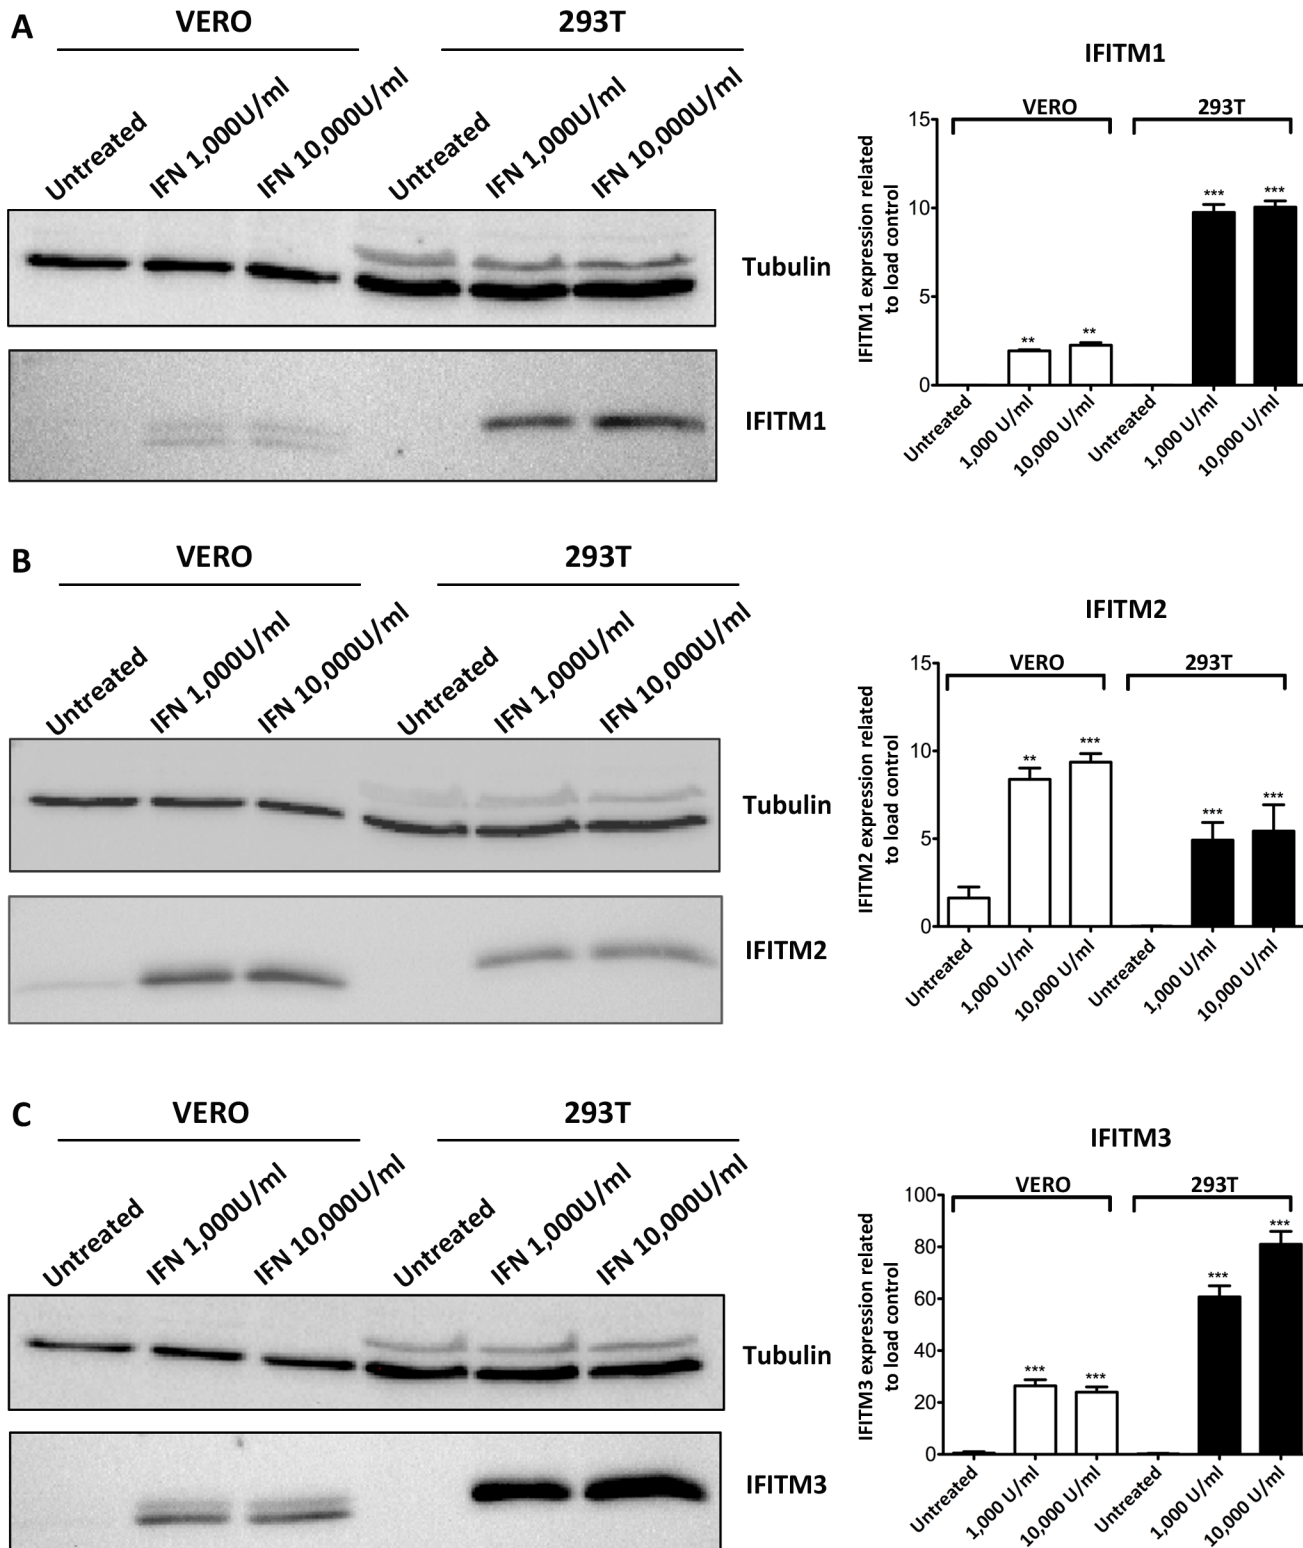 A
VERO
293T
Untreated
IFN 1,000U/ml
IFN 10,000U/ml
Untreated
IFN 1,000U/ml
IFN 10,000U/ml
Tubulin
IFITM1
IFITM1
VERO
293T
IFITM1 expression related
to load control
15
10
5
0
**
**
***
***
Untreated
1,000 U/ml
10,000 U/ml
Untreated
1,000 U/ml
10,000 U/ml
B
VERO
293T
Untreated
IFN 1,000U/ml
IFN 10,000U/ml
Untreated
IFN 1,000U/ml
IFN 10,000U/ml
Tubulin
IFITM2
IFITM2
VERO
293T
IFITM2 expression related
to load control
15
10
5
0
**
***
***
***
Untreated
1,000 U/ml
10,000 U/ml
Untreated
1,000 U/ml
10,000 U/ml
C
VERO
293T
Untreated
IFN 1,000U/ml
IFN 10,000U/ml
Untreated
IFN 1,000U/ml
IFN 10,000U/ml
Tubulin
IFITM3
IFITM3
VERO
293T
IFITM3 expression related
to load control
100
80
60
40
20
0
***
***
***
***
Untreated
1,000 U/ml
10,000 U/ml
Untreated
1,000 U/ml
10,000 U/ml